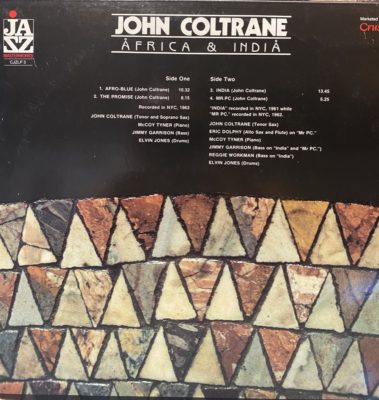 JAZZ
MASTERWORKS
CJZLP 3
JOHN COLTRANE
ÁFRICA & INDIÀ
Marketed
Side One
1. AFRO-BLUE (John Coltrane) 10.32
2. THE PROMISE (John Coltrane) 8.15
Recorded in NYC, 1963
JOHN COLTRANE (Tenor and Soprano Sax)
McCOY TYNER (Piano)
JIMMY GARRISON (Bass)
ELVIN JONES (Drums)
Side Two
3. INDIA (John Coltrane) 13.45
4. MR PC (John Coltrane) 5.25
"INDIA" recorded in NYC, 1961 while
"MR PC." recorded in NYC, 1962.
JOHN COLTRANE (Tenor Sax)
ERIC DOLPHY (Alto Sax and Flute) on "Mr PC."
McCOY TYNER (Piano)
JIMMY GARRISON (Bass on "India" and "Mr PC.")
REGGIE WORKMAN (Bass on "India")
ELVIN JONES (Drums)